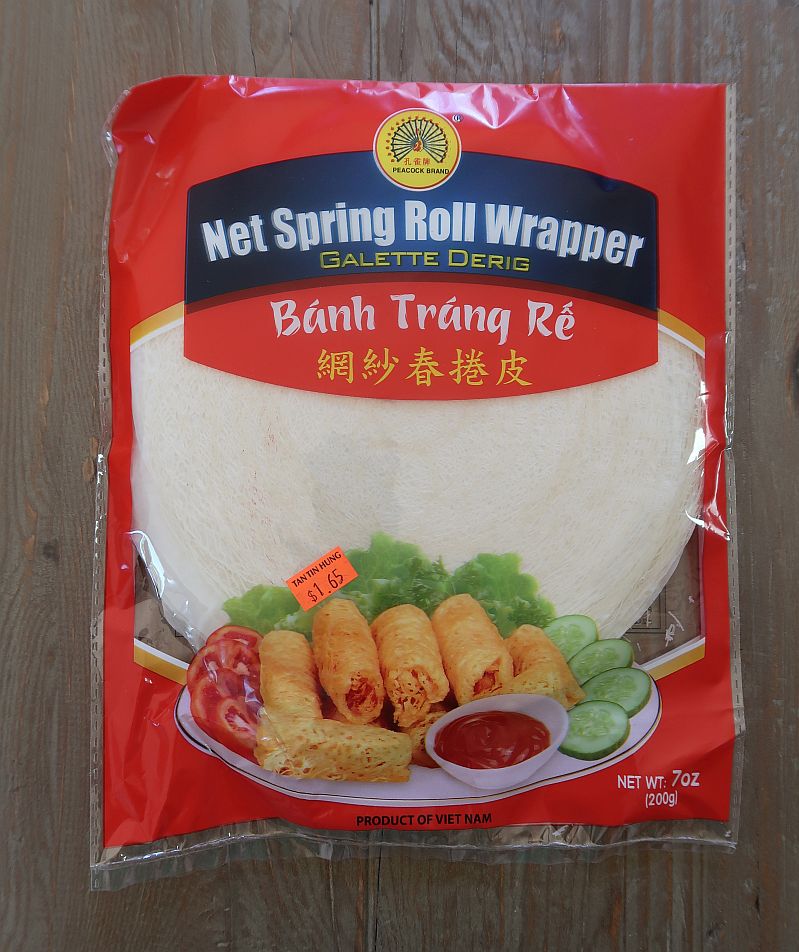 孔雀牌
PEACOCK BRAND
Net Spring Roll Wrapper
GALETTE DERIG
Bánh Tráng Rế
網紗春捲皮
TAN TIN HUNG
$1.65
NET WT: 7oz
(200g)
PRODUCT OF VIET NAM